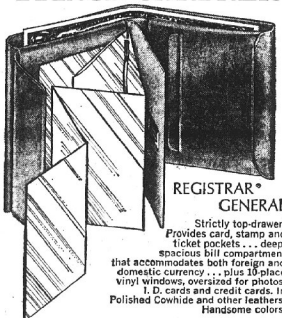 REGISTRAR®
GENERAL
Strictly top-drawer
Provides card, stamp and
ticket pockets . . . deep
spacious bill compartment
that accommodates both foreign and
domestic currency . . . plus 10-place
vinyl windows, oversized for photos
I. D. cards and credit cards. In
Polished Cowhide and other leathers
Handsome colors